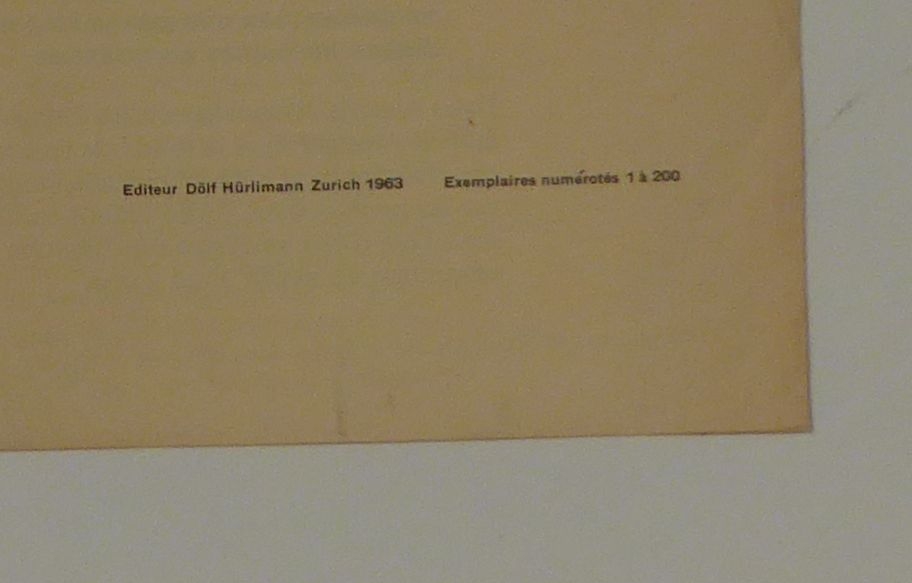 Editeur Dölf Hürlimann Zurich 1963 Exemplaires numérotés 1 à 200